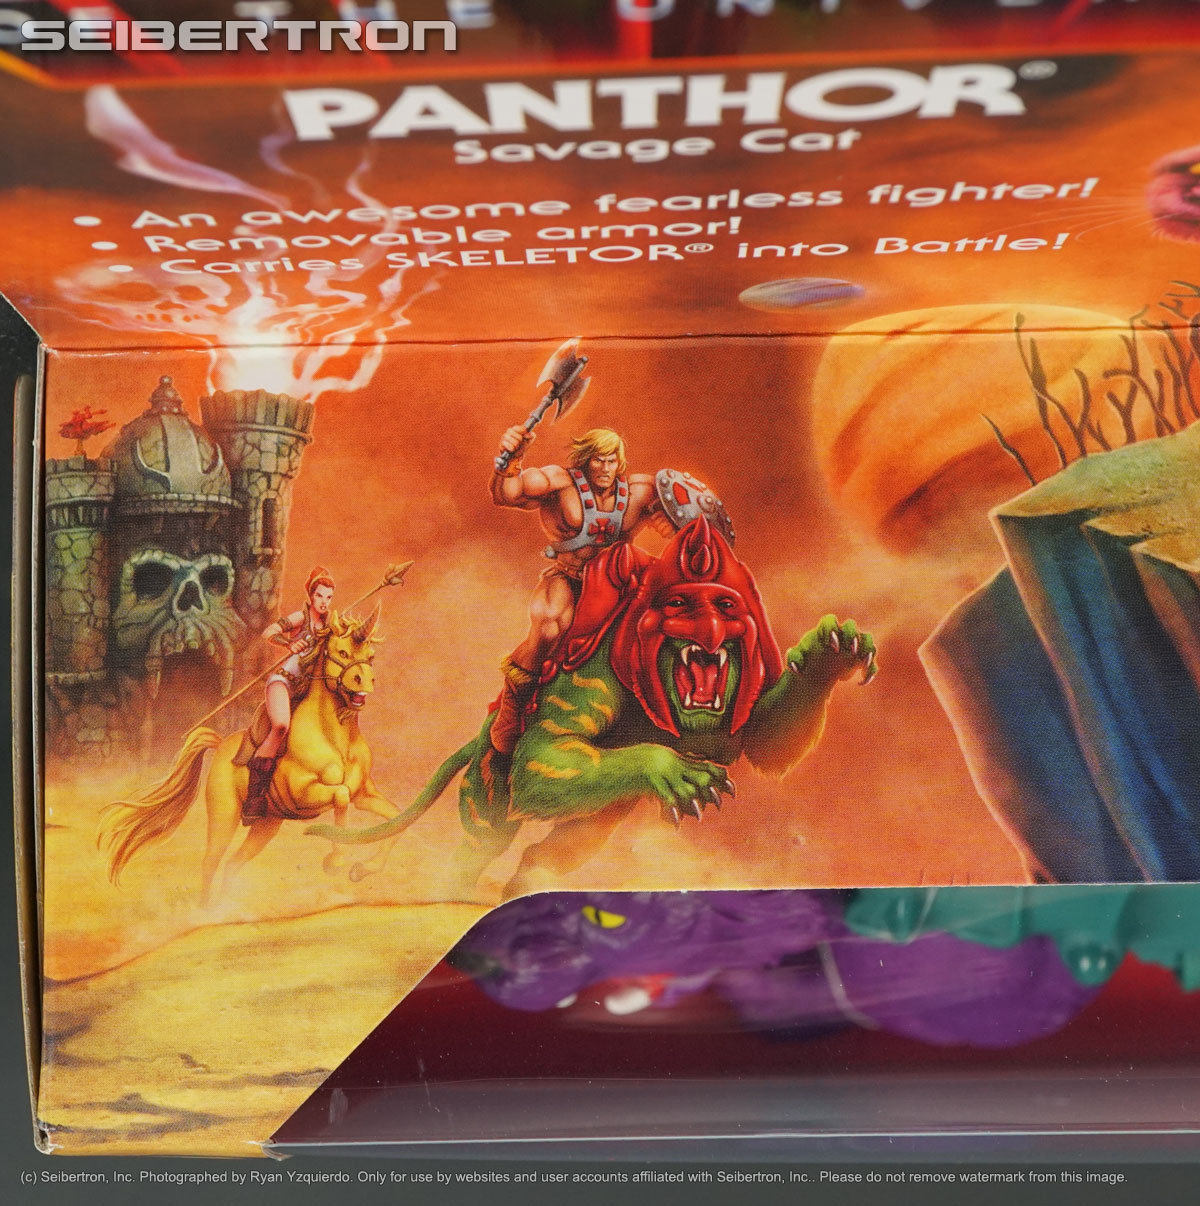 THE UNIVE
SEIBERTRON
PANTHOR®
Savage Cat
• An awesome fearless fighter!
• Removable armor!
• Carries SKELETOR® into Battle!
(c) Seibertron, Inc. Photographed by Ryan Yzquierdo. Only for use by websites and user accounts affiliated with Seibertron, Inc.. Please do not remove watermark from this image.